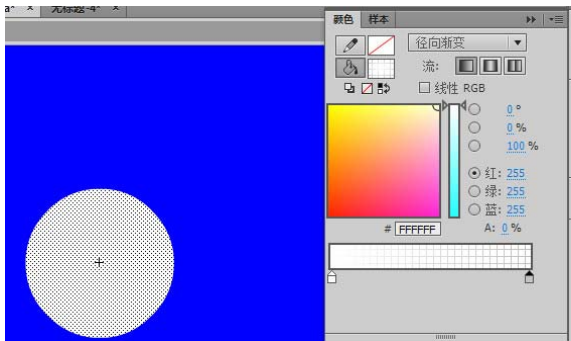 a* × 无标题-4* ×
颜色 样本
径向渐变
流:
线性 RGB
0 °
0 %
100 %
红: 255
绿: 255
蓝: 255
# FFFFFF A: 0 %